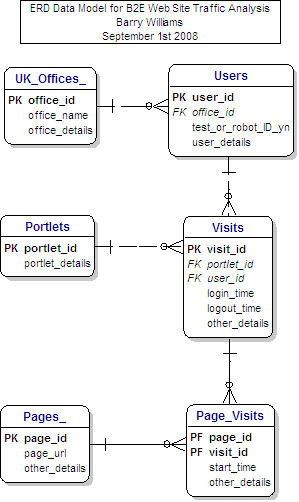 ERD Data Model for B2E Web Site Traffic Analysis
Barry Williams
September 1st 2008
UK_Offices_
PK office_id
office_name
office_details
Users
PK user_id
FK office_id
test_or_robot_ID_yn
user_details
Portlets
PK portlet_id
portlet_details
Visits
PK visit_id
FK portlet_id
FK user_id
login_time
logout_time
other_details
Pages_
PK page_id
page_url
other_details
Page_Visits
PF page_id
PF visit_id
start_time
other_details